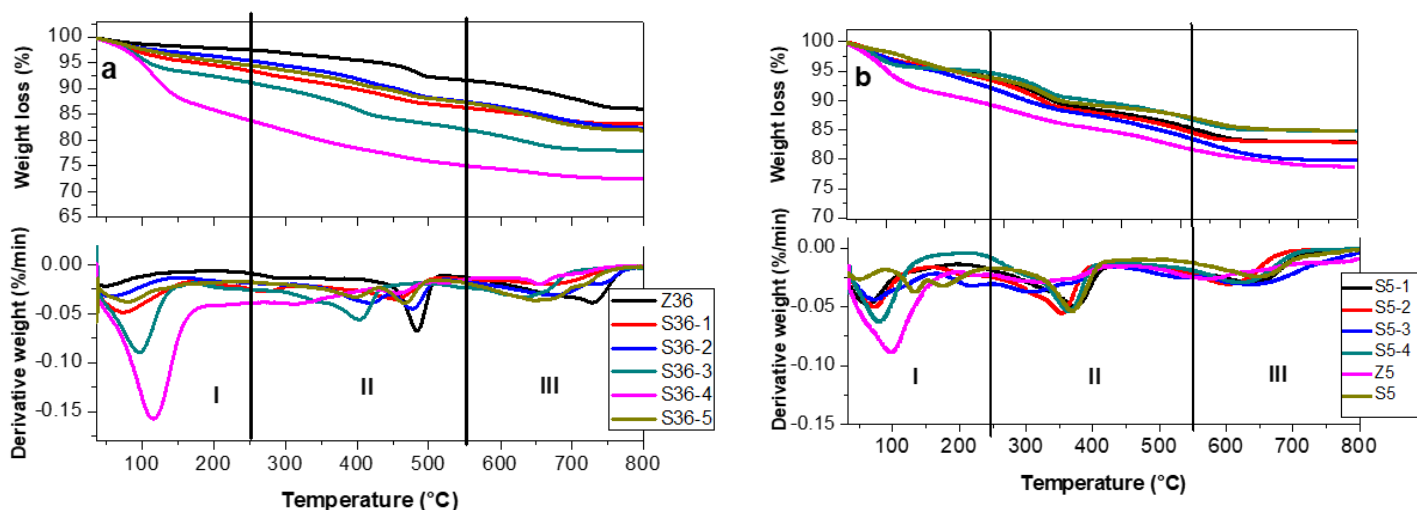 a
Weight loss (%)
100
95
90
85
80
75
70
65
Derivative weight (%/min)
0.00
-0.05
-0.10
-0.15
I
II
III
Z36
S36-1
S36-2
S36-3
S36-4
S36-5
100 200 300 400 500 600 700 800
Temperature (°C)
b
Weight loss (%)
100
95
90
85
80
75
70
Derivative weight (%/min)
0.00
-0.05
-0.10
-0.15
I
II
III
S5-1
S5-2
S5-3
S5-4
Z5
S5
100 200 300 400 500 600 700 800
Temperature (°C)